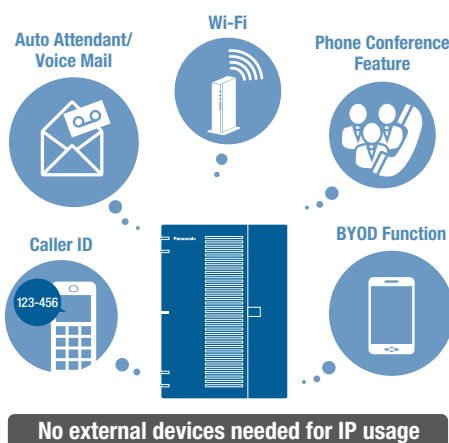 Wi-Fi
Auto Attendant/
Voice Mail
Phone Conference
Feature
Caller ID
123-456
Panasonic
BYOD Function
No external devices needed for IP usage